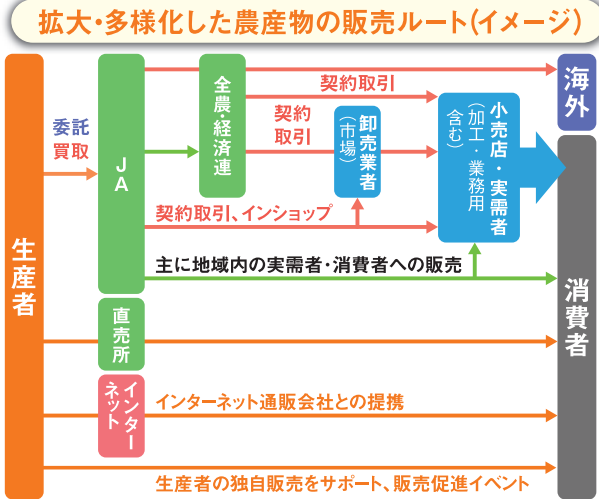 拡大・多様化した農産物の販売ルート(イメージ)
生産者
委託
買取
JA
全農・経済連
契約取引
契約
取引
卸売業者
(市場)
小売店・実需者
(加工・業務用
含む)
海外
消費者
契約取引、インショップ
主に地域内の実需者・消費者への販売
直売所
インター
ネット
インターネット通販会社との提携
生産者の独自販売をサポート、販売促進イベント